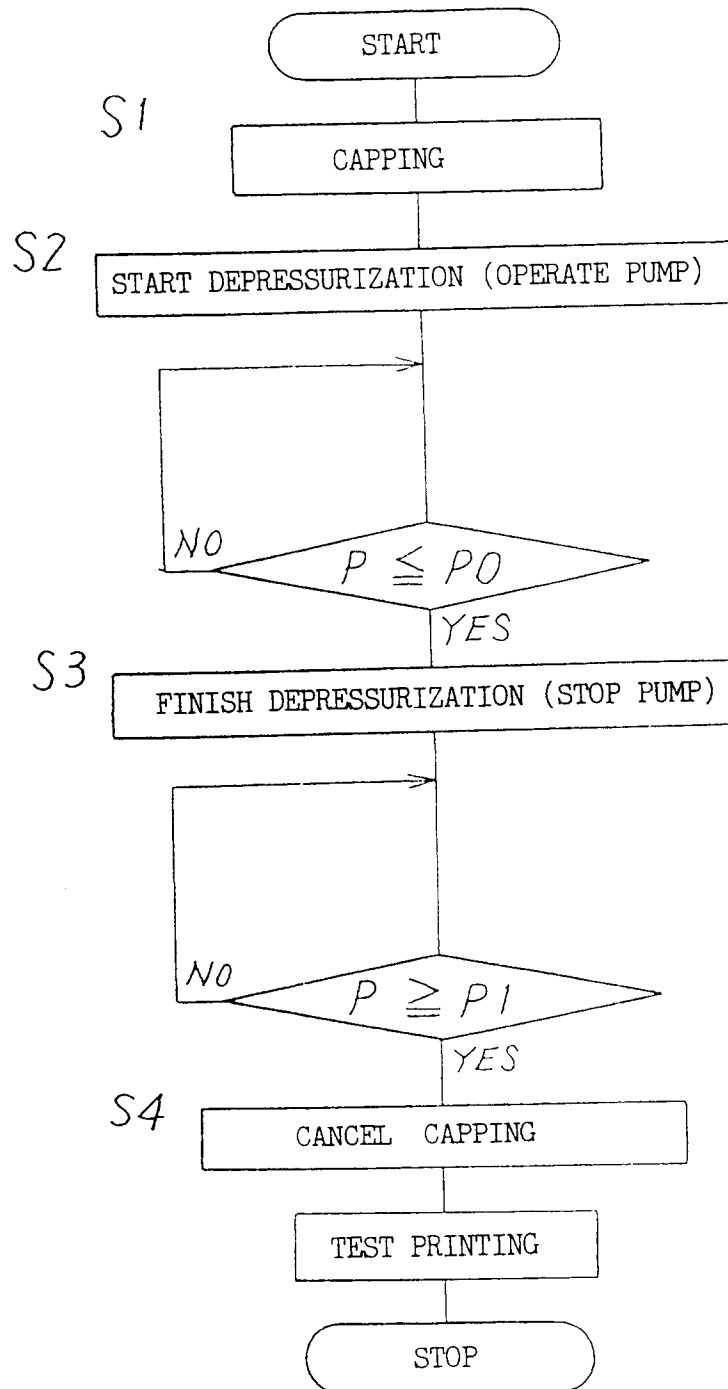 START
S1
CAPPING
S2
START DEPRESSURIZATION (OPERATE PUMP)
NO
P ≦ P0
YES
S3
FINISH DEPRESSURIZATION (STOP PUMP)
NO
P ≧ P1
YES
S4
CANCEL CAPPING
TEST PRINTING
STOP